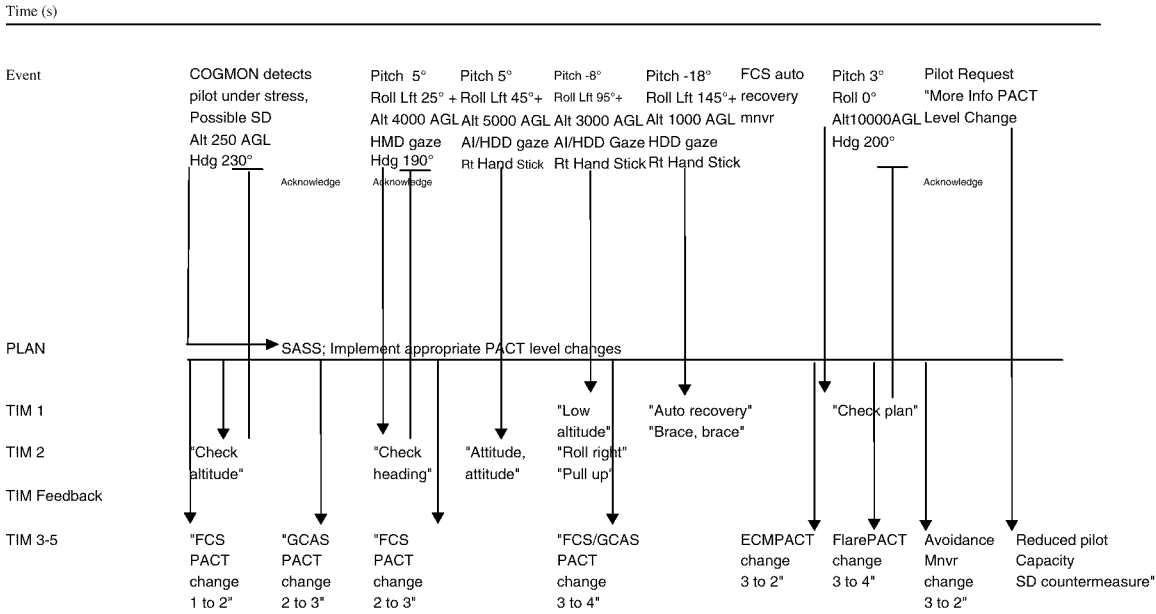 Time (s)
Event
COGMON detects
pilot under stress,
Possible SD
Alt 250 AGL
Hdg 230°
Acknowledge
Pitch 5°
Roll Lft 25° +
Alt 4000 AGL
HMD gaze
Hdg 190°
Acknowledge
Pitch 5°
Roll Lft 45°+
Alt 5000 AGL
AI/HDD gaze
Rt Hand Stick
Pitch -8°
Roll Lft 95°+
Alt 3000 AGL
AI/HDD Gaze
Rt Hand Stick
Pitch -18°
Roll Lft 145°+
Alt 1000 AGL
HDD gaze
Rt Hand Stick
FCS auto
recovery
mnvr
Pitch 3°
Roll 0°
Alt10000AGL
Hdg 200°
Pilot Request
"More Info PACT
Level Change
Acknowledge
PLAN
SASS; Implement appropriate PACT level changes
TIM 1
"Low
altitude"
"Auto recovery"
"Brace, brace"
"Check plan"
TIM 2
"Check
altitude"
"Check
heading"
"Attitude,
attitude"
"Roll right"
"Pull up"
TIM Feedback
TIM 3-5
"FCS
PACT
change
1 to 2"
"GCAS
PACT
change
2 to 3"
"FCS
PACT
change
2 to 3"
"FCS/GCAS
PACT
change
3 to 4"
ECMPACT
change
3 to 2"
FlarePACT
change
3 to 4"
Avoidance
Mnvr
change
3 to 2"
Reduced pilot
Capacity
SD countermeasure"